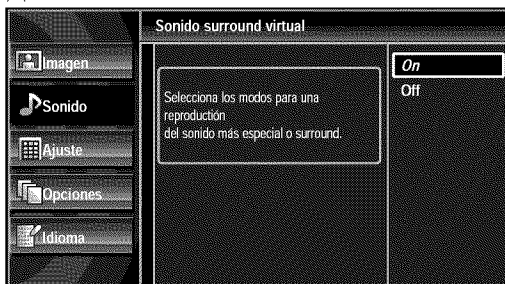 Sonido surround virtual
Imagen
Sonido
Ajuste
Opciones
Idioma
Selecciona los modos para una
reproductión
del sonido más especial o surround.
On
Off